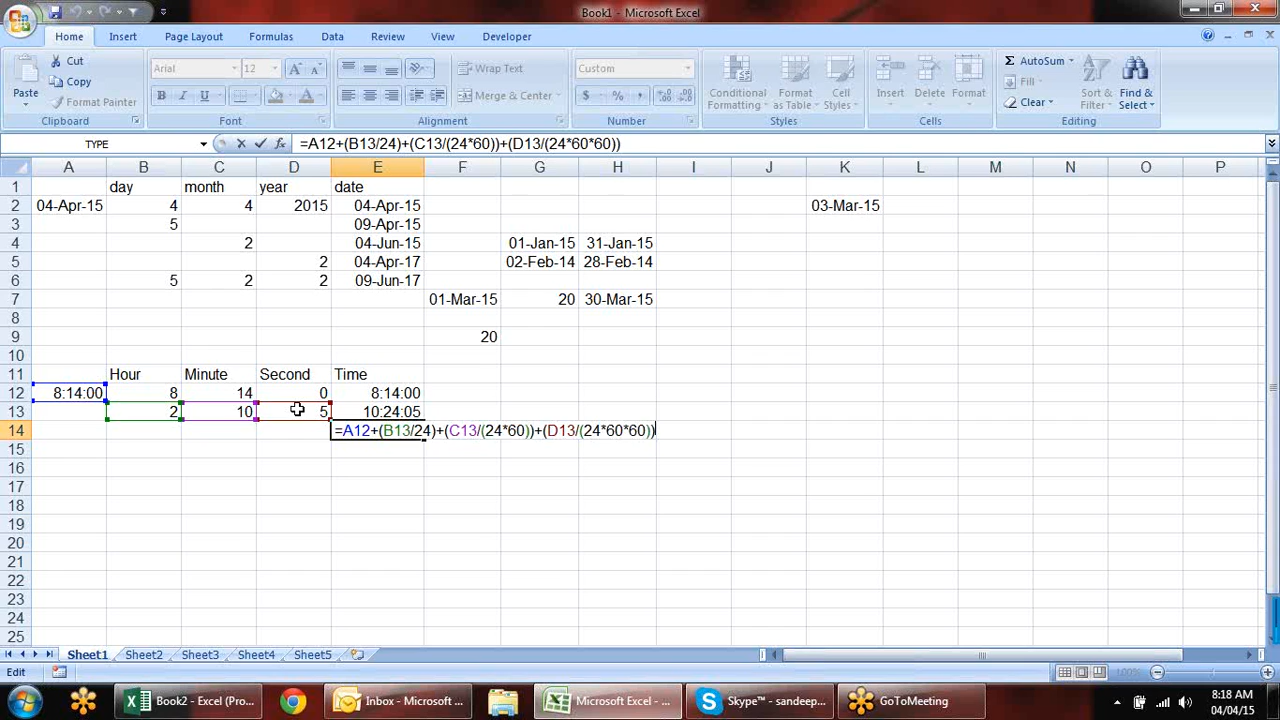 Book1 - Microsoft Excel
Home Insert Page Layout Formulas Data Review View Developer
Cut
Copy
Format Painter
Paste
Clipboard
Arial 12
B I U
Font
Wrap Text
Merge & Center
Alignment
Custom
$ % ,
Number
Conditional Formatting
Format as Table
Cell Styles
Styles
Insert Delete Format
Cells
AutoSum
Fill
Clear
Sort & Filter
Find & Select
Editing
TYPE =A12+(B13/24)+(C13/(24*60))+(D13/(24*60*60))
A B C D E F G H I J K L M N O P
1 day month year date
2 04-Apr-15 4 4 2015 04-Apr-15 03-Mar-15
3 5 09-Apr-15
4 2 04-Jun-15 01-Jan-15 31-Jan-15
5 2 04-Apr-17 02-Feb-14 28-Feb-14
6 5 2 2 09-Jun-17
7 01-Mar-15 20 30-Mar-15
8
9 20
10
11 Hour Minute Second Time
12 8:14:00 8 14 0 8:14:00
13 2 10 5 10:24:05
14 =A12+(B13/24)+(C13/(24*60))+(D13/(24*60*60))
15
16
17
18
19
20
21
22
23
24
25
Sheet1 Sheet2 Sheet3 Sheet4 Sheet5
Edit 100%
Book2 - Excel (Pro... Inbox - Microsoft ... Microsoft Excel - ... Skype™ - sandeep... GoToMeeting 8:18 AM
04/04/15